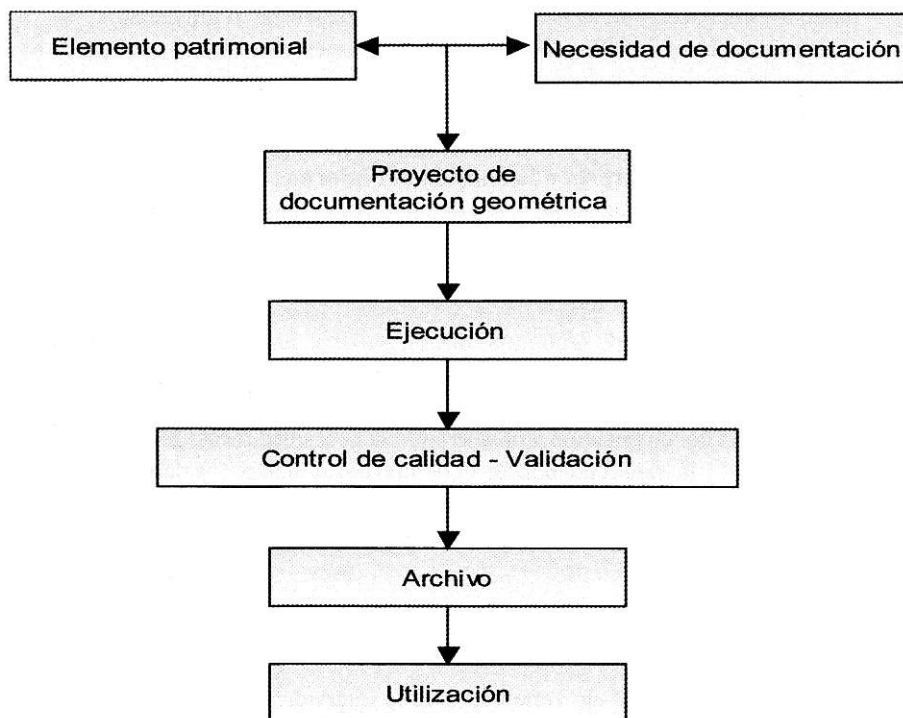 Elemento patrimonial
Necesidad de documentación
Proyecto de
documentación geométrica
Ejecución
Control de calidad - Validación
Archivo
Utilización